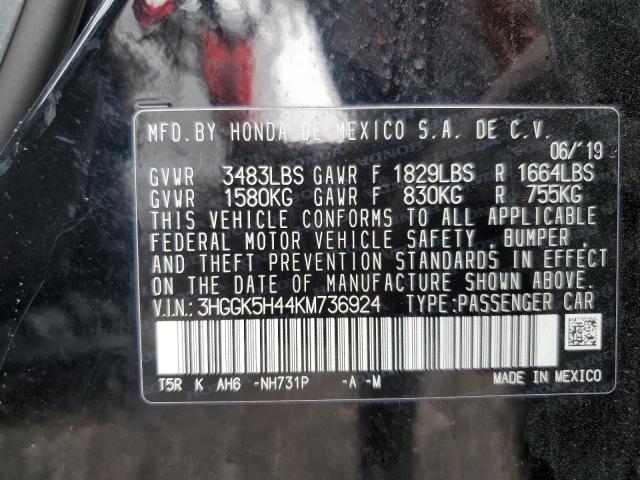 MFD. BY HONDA DE MEXICO S.A. DE C.V.
06/'19
GVWR 3483LBS GAWR F 1829LBS R 1664LBS
GVWR 1580KG GAWR F 830KG R 755KG
THIS VEHICLE CONFORMS TO ALL APPLICABLE
FEDERAL MOTOR VEHICLE SAFETY , BUMPER ,
AND THEFT PREVENTION STANDARDS IN EFFECT
ON THE DATE OF MANUFACTURE SHOWN ABOVE.
V.I.N.: 3HGGK5H44KM736924 TYPE:PASSENGER CAR
T5R K AH6 -NH731P -A -M MADE IN MEXICO